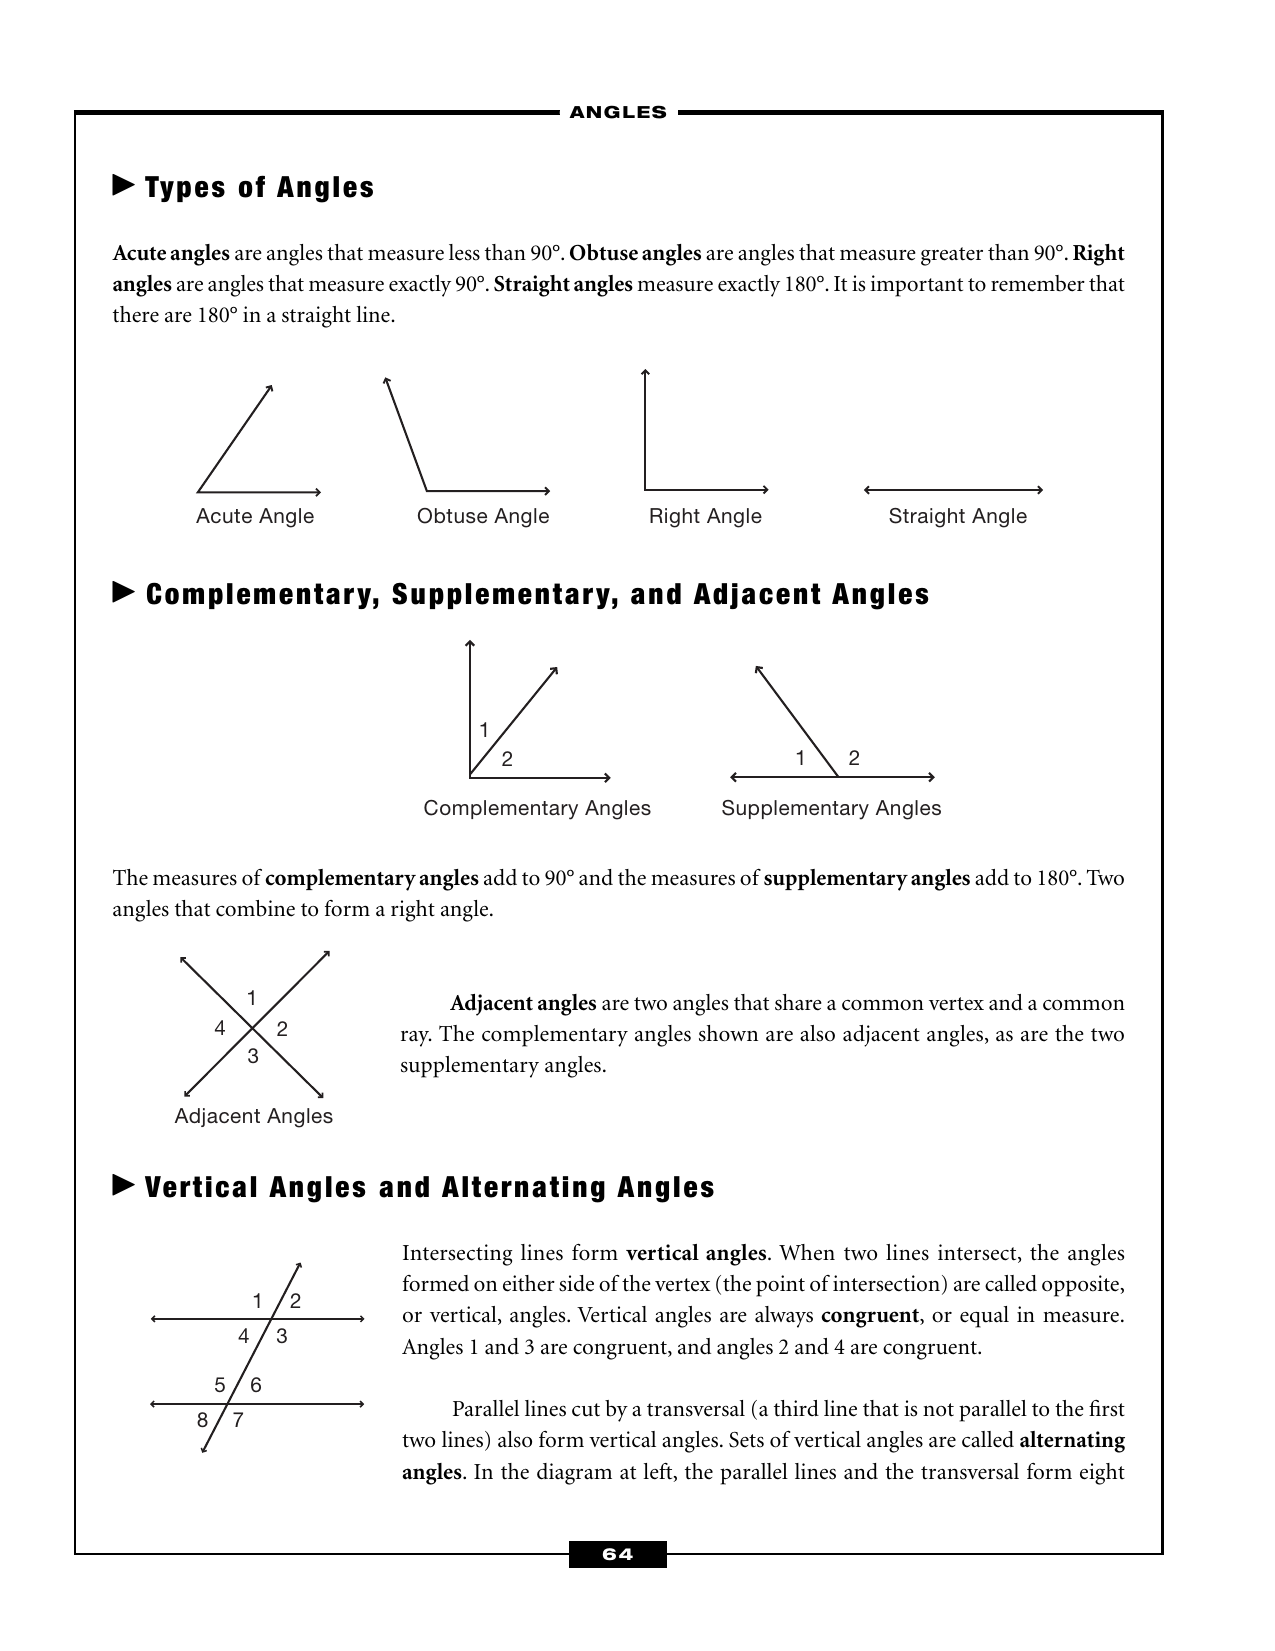 ANGLES
Types of Angles
Acute angles are angles that measure less than 90°. Obtuse angles are angles that measure greater than 90°. Right
angles are angles that measure exactly 90°. Straight angles measure exactly 180°. It is important to remember that
there are 180° in a straight line.
Acute Angle Obtuse Angle Right Angle Straight Angle
Complementary, Supplementary, and Adjacent Angles
1
2
1 2
Complementary Angles Supplementary Angles
The measures of complementary angles add to 90° and the measures of supplementary angles add to 180°. Two
angles that combine to form a right angle.
1
4 2
3
Adjacent Angles
Adjacent angles are two angles that share a common vertex and a common
ray. The complementary angles shown are also adjacent angles, as are the two
supplementary angles.
Vertical Angles and Alternating Angles
1 2
4 3
5 6
8 7
Intersecting lines form vertical angles. When two lines intersect, the angles
formed on either side of the vertex (the point of intersection) are called opposite,
or vertical, angles. Vertical angles are always congruent, or equal in measure.
Angles 1 and 3 are congruent, and angles 2 and 4 are congruent.
Parallel lines cut by a transversal (a third line that is not parallel to the first
two lines) also form vertical angles. Sets of vertical angles are called alternating
angles. In the diagram at left, the parallel lines and the transversal form eight
64